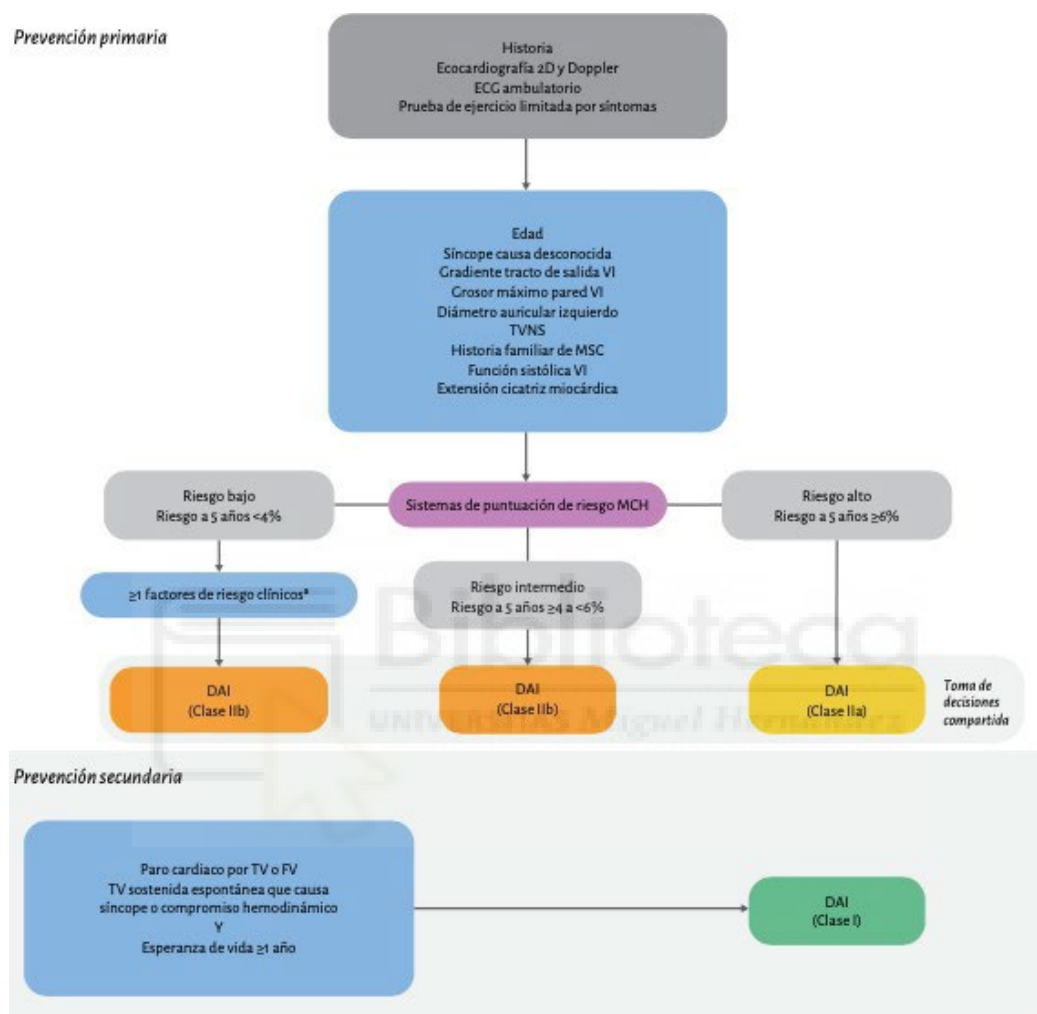 Prevención primaria
Historia
Ecocardiografía 2D y Doppler
ECG ambulatorio
Prueba de ejercicio limitada por síntomas
Edad
Síncope causa desconocida
Gradiente tracto de salida VI
Grosor máximo pared VI
Diámetro auricular izquierdo
TVNS
Historia familiar de MSC
Función sistólica VI
Extensión cicatriz miocárdica
Riesgo bajo
Riesgo a 5 años <4%
Sistemas de puntuación de riesgo MCH
Riesgo alto
Riesgo a 5 años ≥6%
≥1 factores de riesgo clínicosª
Riesgo intermedio
Riesgo a 5 años ≥4 a <6%
Biblioteca
DAI
(Clase IIb)
DAI
(Clase IIb)
DAI
(Clase IIa)
Toma de
decisiones
compartida
UNIVERSITAS Miguel Hernández
Prevención secundaria
Paro cardiaco por TV o FV
TV sostenida espontánea que causa
síncope o compromiso hemodinámico
Y
Esperanza de vida ≥1 año
DAI
(Clase I)